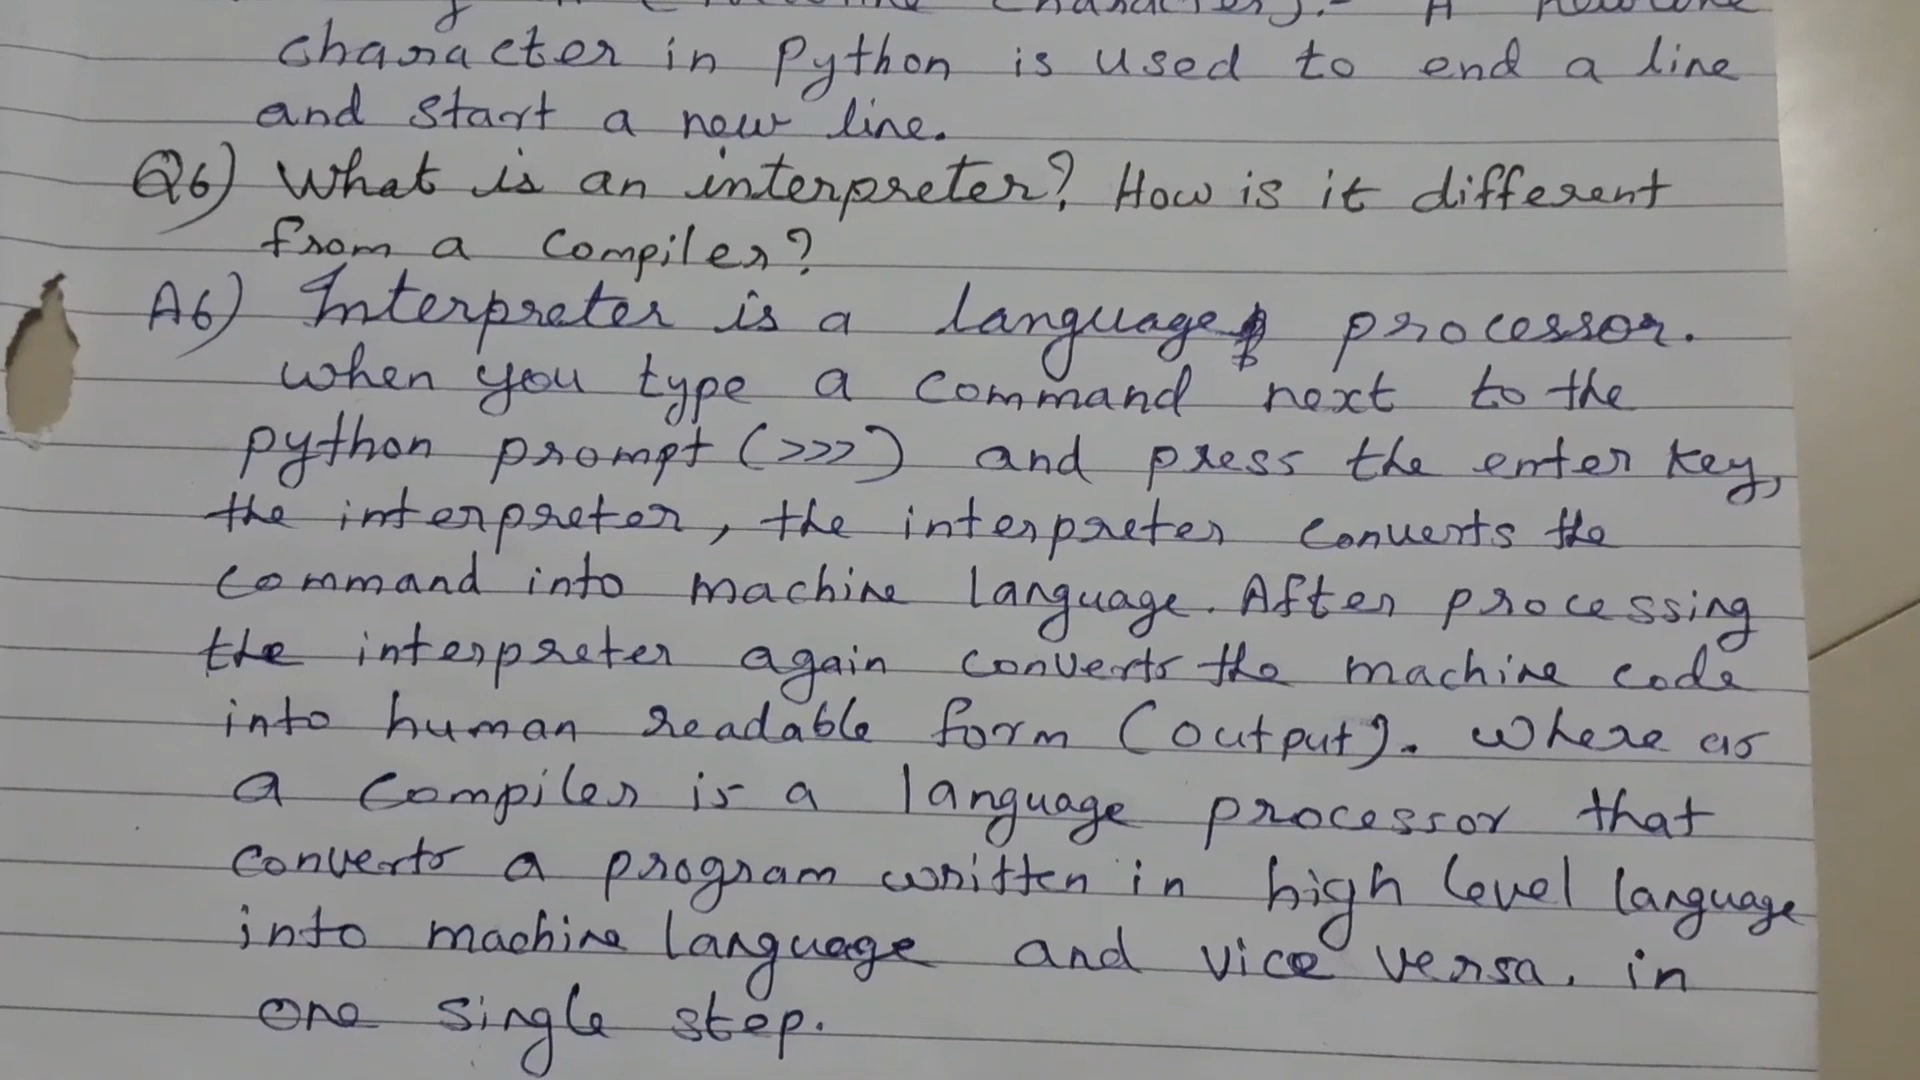 character in Python is used to end a line
and start a new line.
Q6) What is an interpreter? How is it different
from a compiler?
A6) Interpreter is a language processor.
when you type a command next to the
python prompt (>>>) and press the enter key,
the interpreter, the interpreter converts the
command into machine language. After processing
the interpreter again converts the machine code
into human readable form (output). where as
a compiler is a language processor that
converts a program written in high level language
into machine language and vice versa. in
one single step.